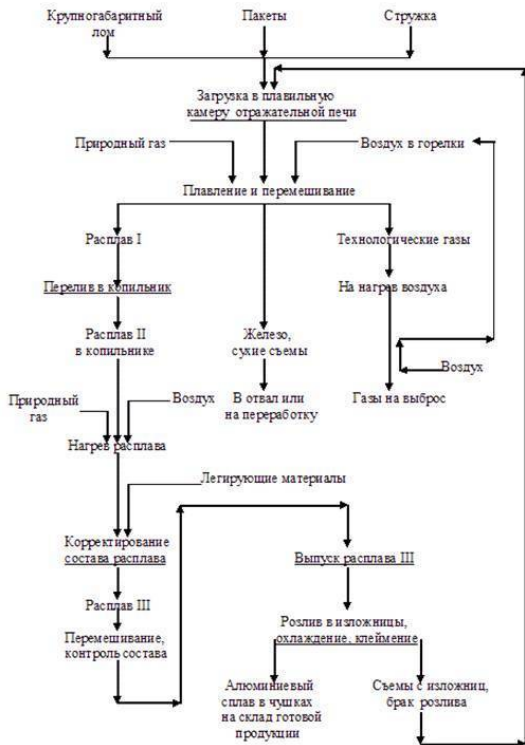 Крупногабаритный
лом
Пакеты
Стружка
Загрузка в плавильную
камеру отражательной печи
Природный газ
Воздух в горелки
Плавление и перемешивание
Расплав I
Технологические газы
Перелив в копильник
На нагрев воздуха
Расплав II
в копильнике
Железо,
сухие съемы
Воздух
Природный
газ
Воздух
В отвал или
на переработку
Газы на выброс
Нагрев расплава
Легирующие материалы
Корректирование
состава расплава
Выпуск расплава III
Расплав III
Розлив в изложницы,
охлаждение, клеймение
Перемешивание,
контроль состава
Алюминиевый
сплав в чушках
на склад готовой
продукции
Съемы с изложниц,
брак розлива